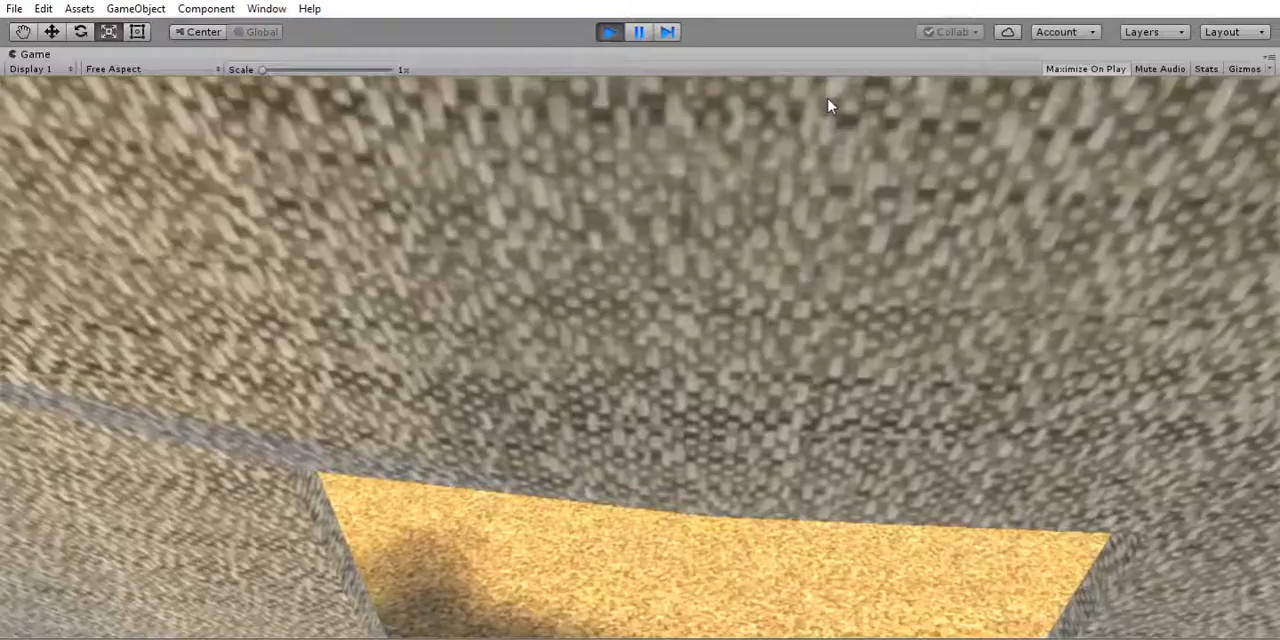 File Edit Assets GameObject Component Window Help
Center Global Collab Account Layers Layout
Game
Display 1 Free Aspect Scale 1x Maximize On Play Mute Audio Stats Gizmos